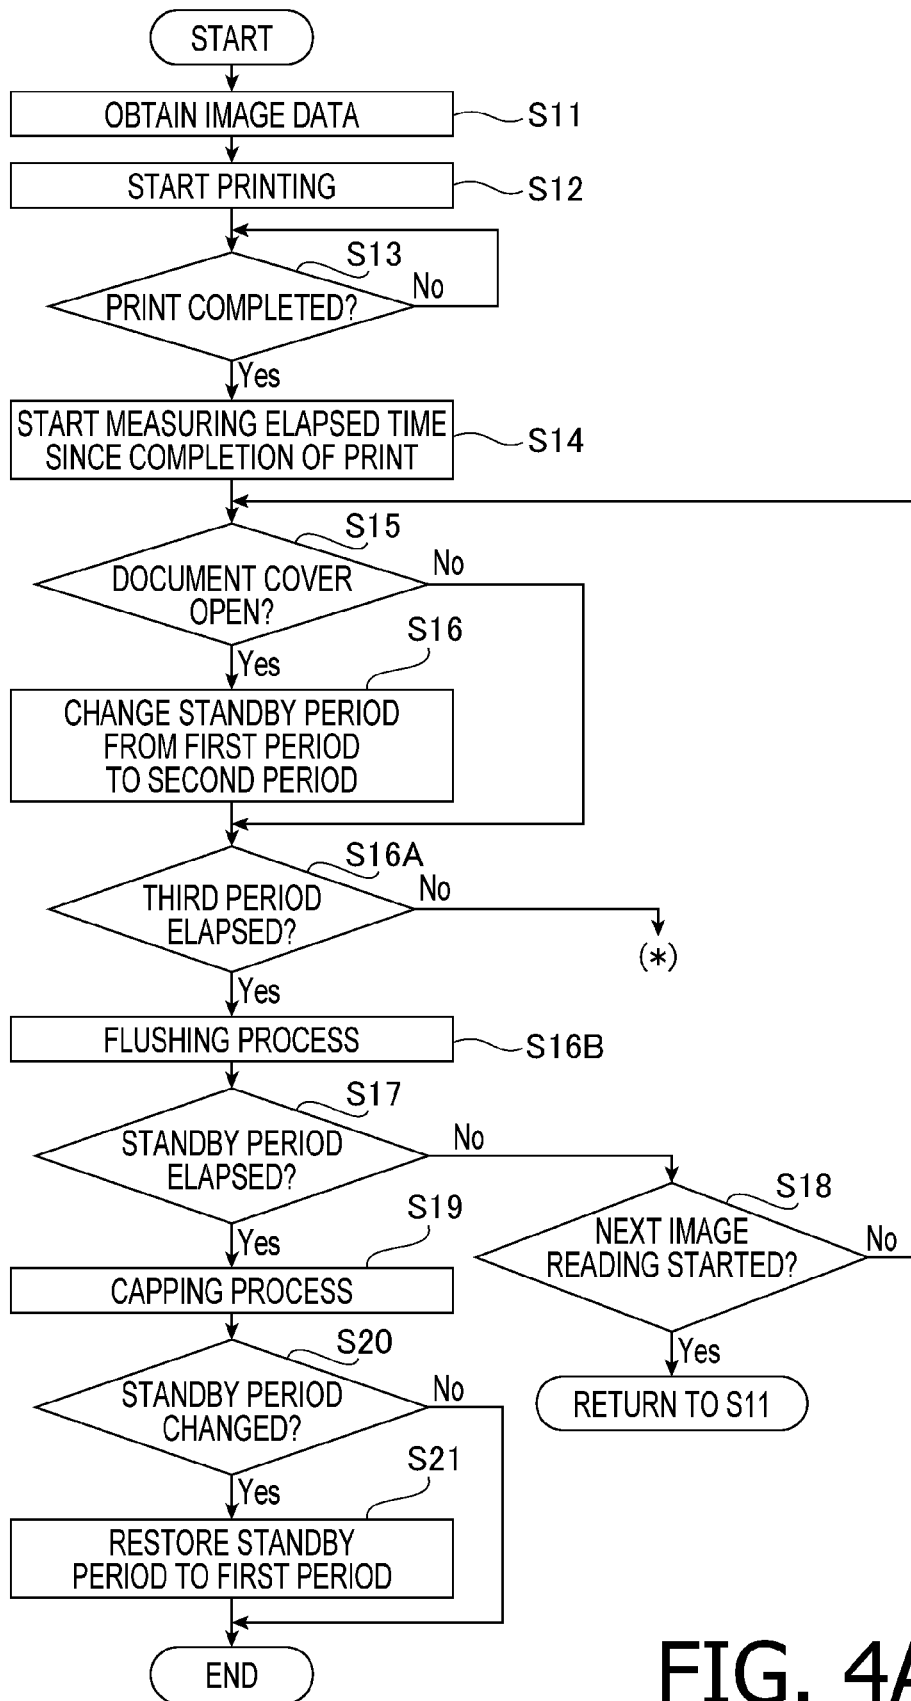 START
OBTAIN IMAGE DATA
S11
START PRINTING
S12
S13
PRINT COMPLETED?
No
Yes
START MEASURING ELAPSED TIME
SINCE COMPLETION OF PRINT
S14
S15
DOCUMENT COVER
OPEN?
No
Yes
S16
CHANGE STANDBY PERIOD
FROM FIRST PERIOD
TO SECOND PERIOD
S16A
THIRD PERIOD
ELAPSED?
No
(*)
Yes
FLUSHING PROCESS
S16B
S17
STANDBY PERIOD
ELAPSED?
No
S18
NEXT IMAGE
READING STARTED?
No
Yes
RETURN TO S11
Yes
S19
CAPPING PROCESS
S20
STANDBY PERIOD
CHANGED?
No
Yes
S21
RESTORE STANDBY
PERIOD TO FIRST PERIOD
END
FIG. 4A